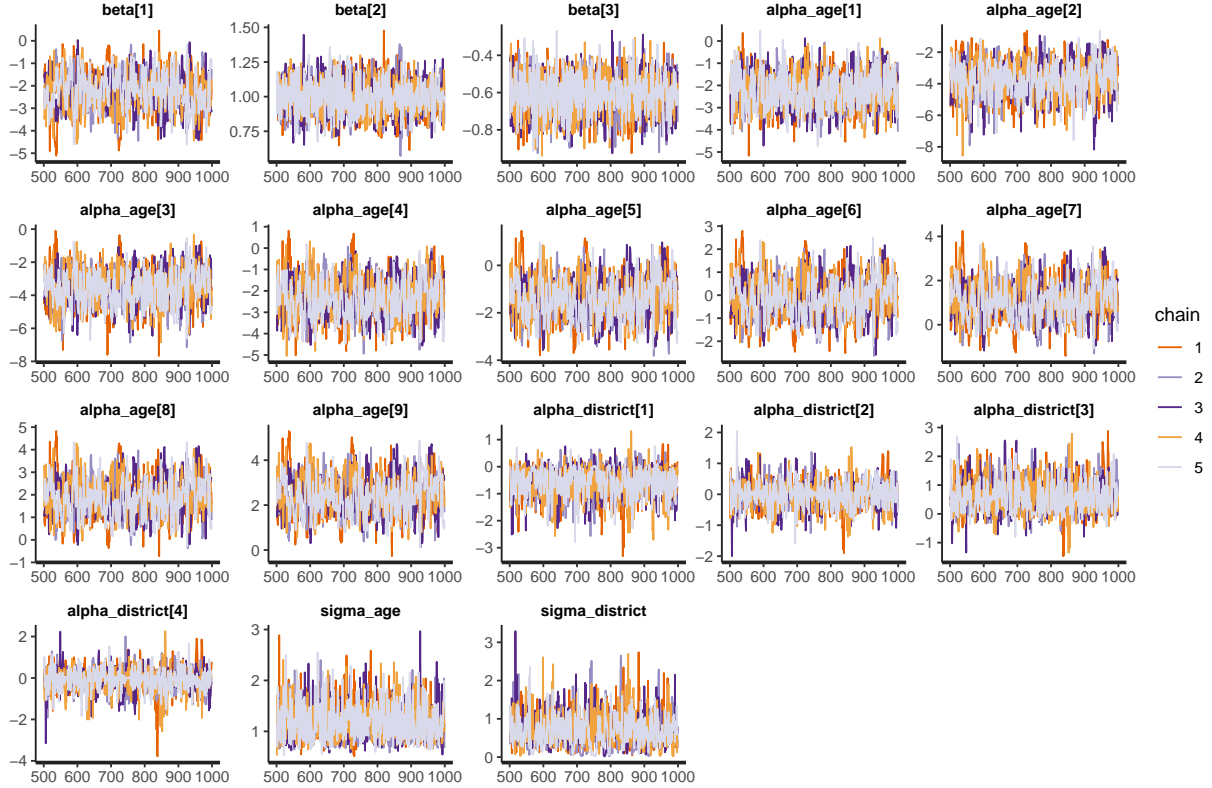 beta[1] beta[2] beta[3] alpha_age[1] alpha_age[2]
0 −1 −2 −3 −4 −5
1.50 1.25 1.00 0.75
−0.4 −0.6 −0.8
0 −1 −2 −3 −4 −5
−2 −4 −6 −8
500 600 700 800 900 1000 500 600 700 800 900 1000 500 600 700 800 900 1000 500 600 700 800 900 1000 500 600 700 800 900 1000
alpha_age[3] alpha_age[4] alpha_age[5] alpha_age[6] alpha_age[7]
0 −2 −4 −6 −8
1 0 −1 −2 −3 −4 −5
0 −2 −4
3 2 1 0 −1 −2
4 2 0
500 600 700 800 900 1000 500 600 700 800 900 1000 500 600 700 800 900 1000 500 600 700 800 900 1000 500 600 700 800 900 1000
alpha_age[8] alpha_age[9] alpha_district[1] alpha_district[2] alpha_district[3]
5 4 3 2 1 0 −1
4 2 0
1 0 −1 −2 −3
2 1 0 −1 −2
3 2 1 0 −1
500 600 700 800 900 1000 500 600 700 800 900 1000 500 600 700 800 900 1000 500 600 700 800 900 1000 500 600 700 800 900 1000
alpha_district[4] sigma_age sigma_district
2 0 −2 −4
3 2 1
3 2 1 0
500 600 700 800 900 1000 500 600 700 800 900 1000 500 600 700 800 900 1000
chain
1
2
3
4
5